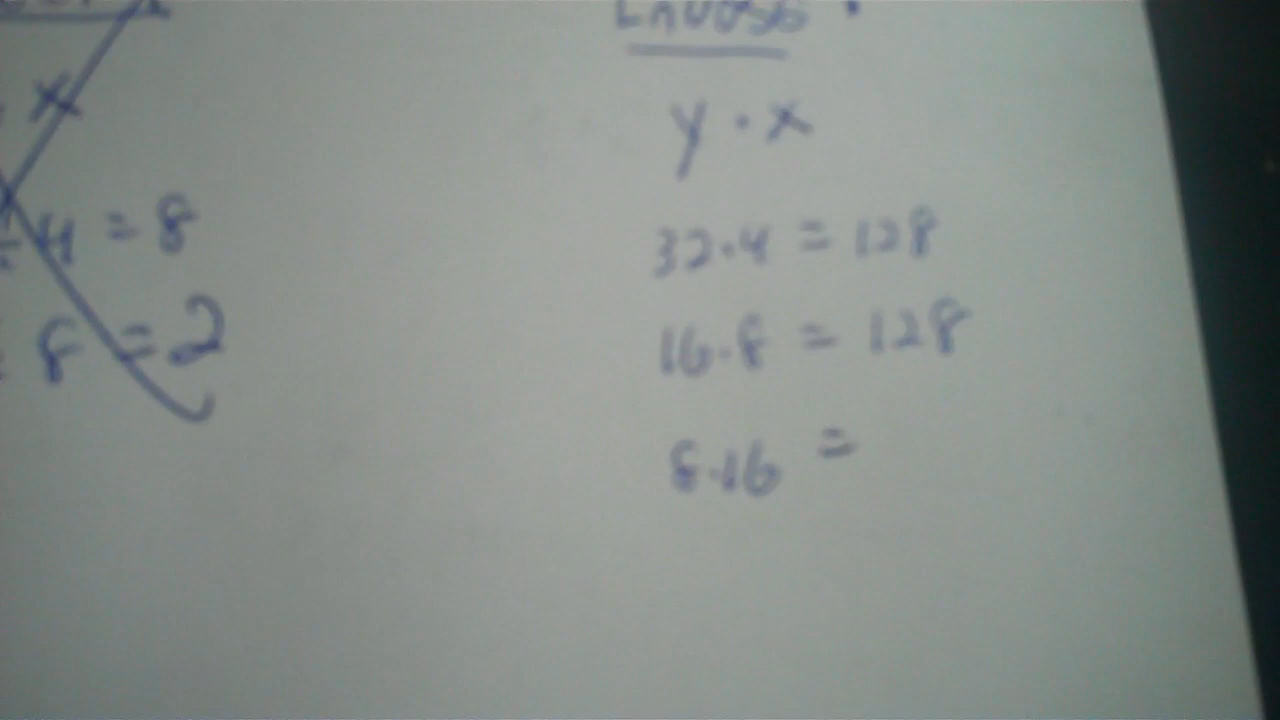 x
÷ 4 = 8
8 = 2
y · x
32.4 = 128
16.8 = 128
8.16 =